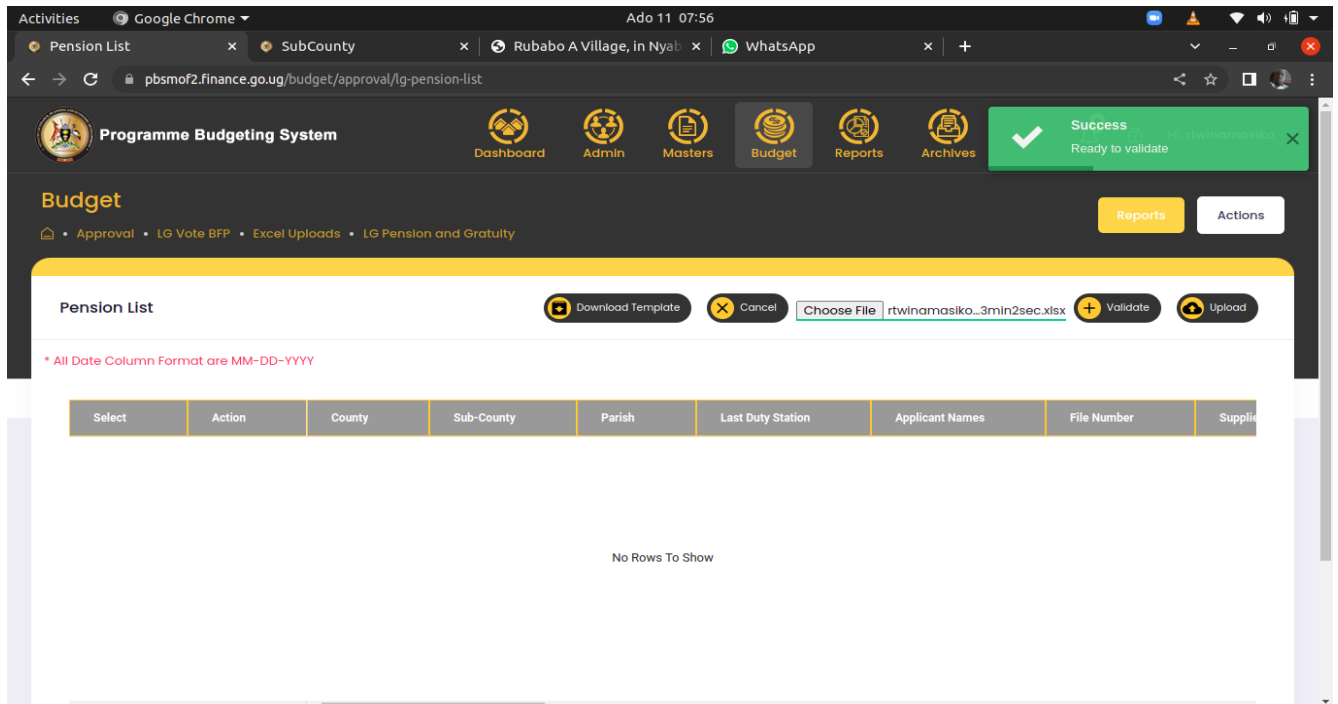 Activities Google Chrome Ado 11 07:56
Pension List SubCounty Rubabo A Village, in Nyab WhatsApp
pbsmof2.finance.go.ug/budget/approval/lg-pension-list
Programme Budgeting System
Dashboard Admin Masters Budget Reports Archives
Success
Hi, rtwinamasiko
Ready to validate
Budget
Reports Actions
• Approval • LG Vote BFP • Excel Uploads • LG Pension and Gratuity
Pension List
Download Template Cancel Choose File rtwinamasiko...3min2sec.xlsx Validate Upload
* All Date Column Format are MM-DD-YYYY
Select Action County Sub-County Parish Last Duty Station Applicant Names File Number Supplie
No Rows To Show